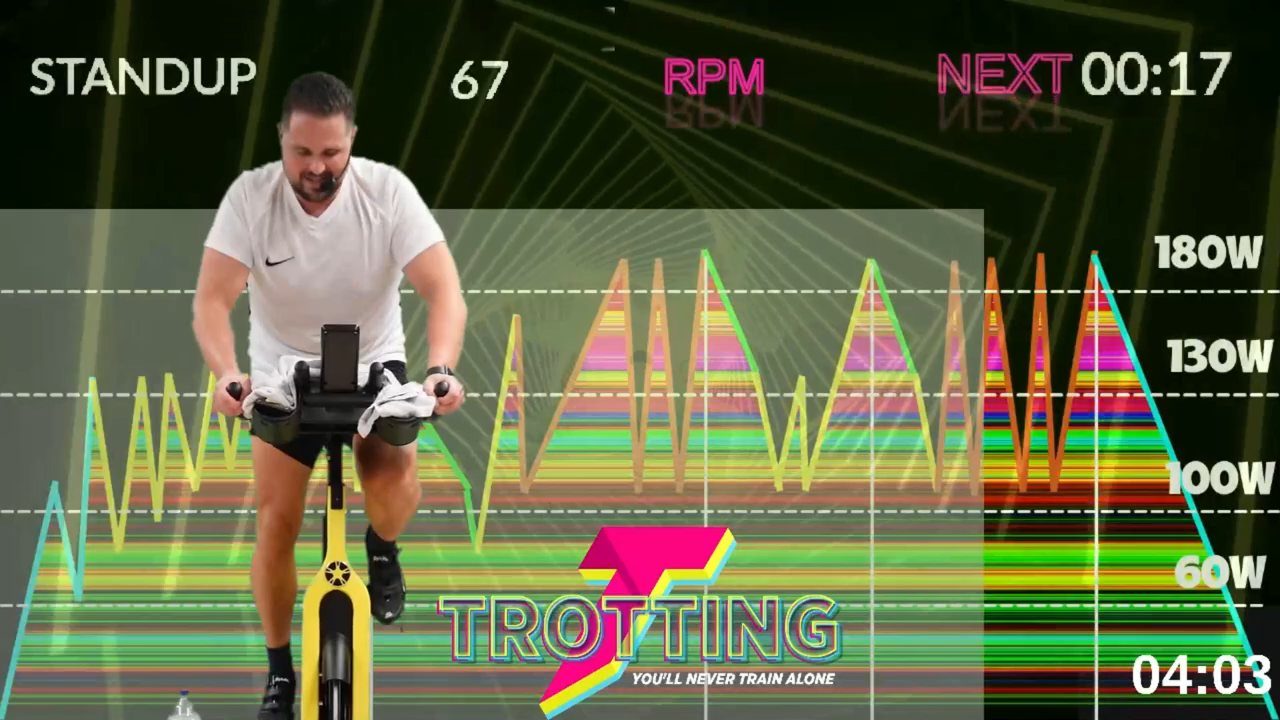 STANDUP 67 RPM NEXT 00:17
180W
130W
100W
60W
TROTTING
YOU'LL NEVER TRAIN ALONE
04:03